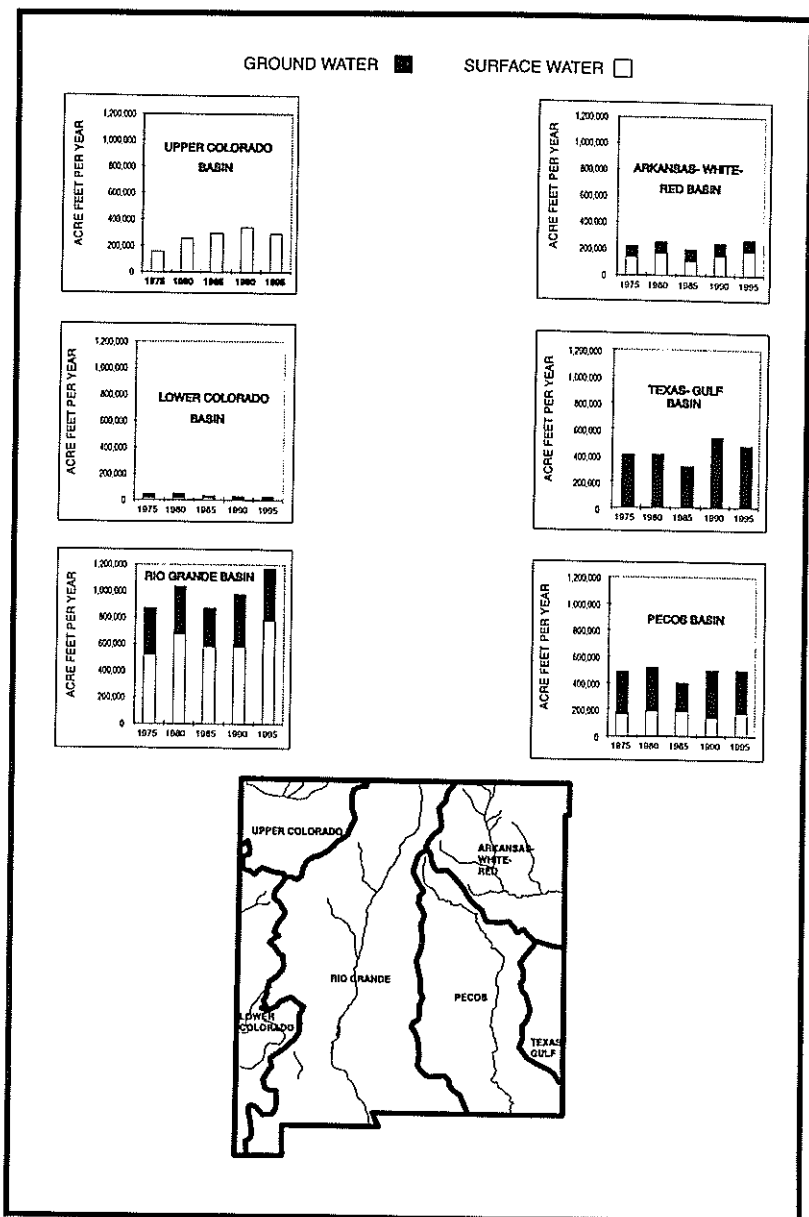 GROUND WATER
SURFACE WATER
ACRE FEET PER YEAR
1,200,000
1,000,000
800,000
600,000
400,000
200,000
0
UPPER COLORADO
BASIN
1975 1980 1985 1990 1995
ACRE FEET PER YEAR
1,200,000
1,000,000
800,000
600,000
400,000
200,000
0
ARKANSAS- WHITE-
RED BASIN
1975 1980 1985 1990 1995
ACRE FEET PER YEAR
1,200,000
1,000,000
800,000
600,000
400,000
200,000
0
LOWER COLORADO
BASIN
1975 1980 1985 1990 1995
ACRE FEET PER YEAR
1,200,000
1,000,000
800,000
600,000
400,000
200,000
0
TEXAS- GULF
BASIN
1975 1980 1985 1990 1995
ACRE FEET PER YEAR
1,200,000
1,000,000
800,000
600,000
400,000
200,000
0
RIO GRANDE BASIN
1975 1980 1985 1990 1995
ACRE FEET PER YEAR
1,200,000
1,000,000
800,000
600,000
400,000
200,000
0
PECOS BASIN
1975 1980 1985 1990 1995
UPPER COLORADO
ARKANSAS-
WHITE-
RED
RIO GRANDE
PECOS
LOWER
COLORADO
TEXAS
GULF